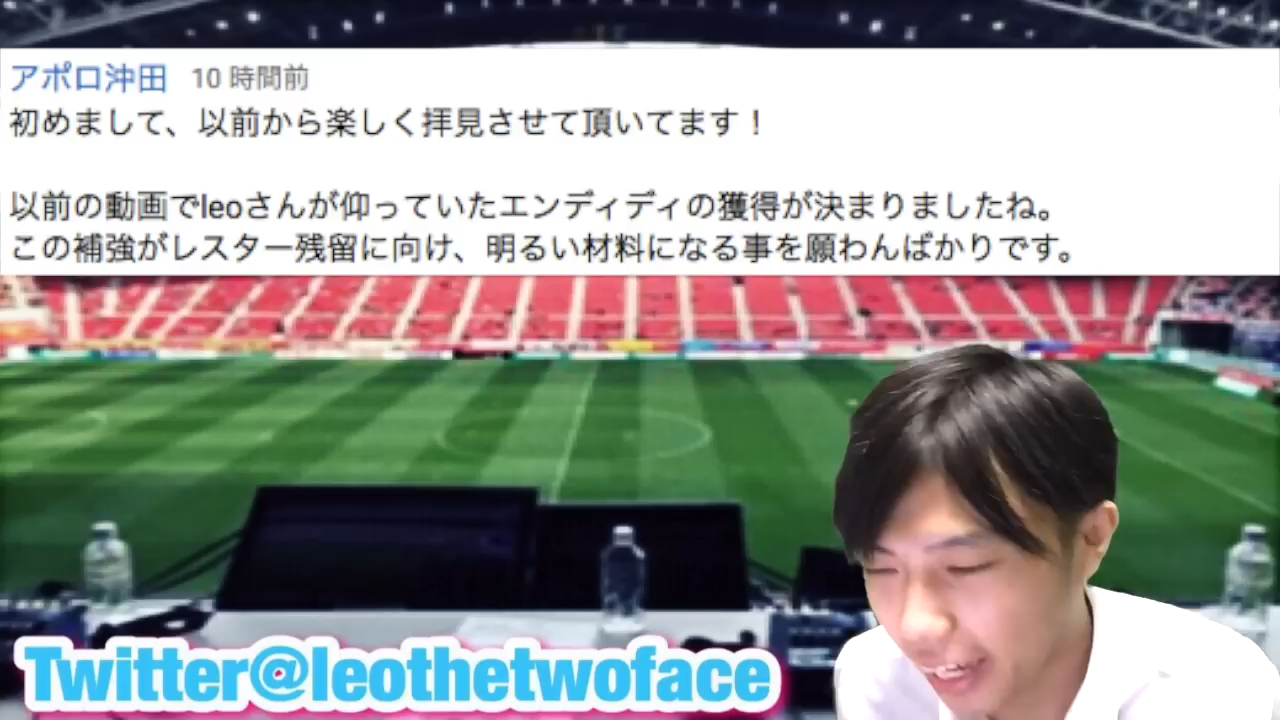 アポロ沖田 10 時間前
初めまして、以前から楽しく拝見させて頂いてます！
以前の動画でleoさんが仰っていたエンディディの獲得が決まりましたね。
この補強がレスター残留に向け、明るい材料になる事を願わんばかりです。
Twitter@leothetwoface